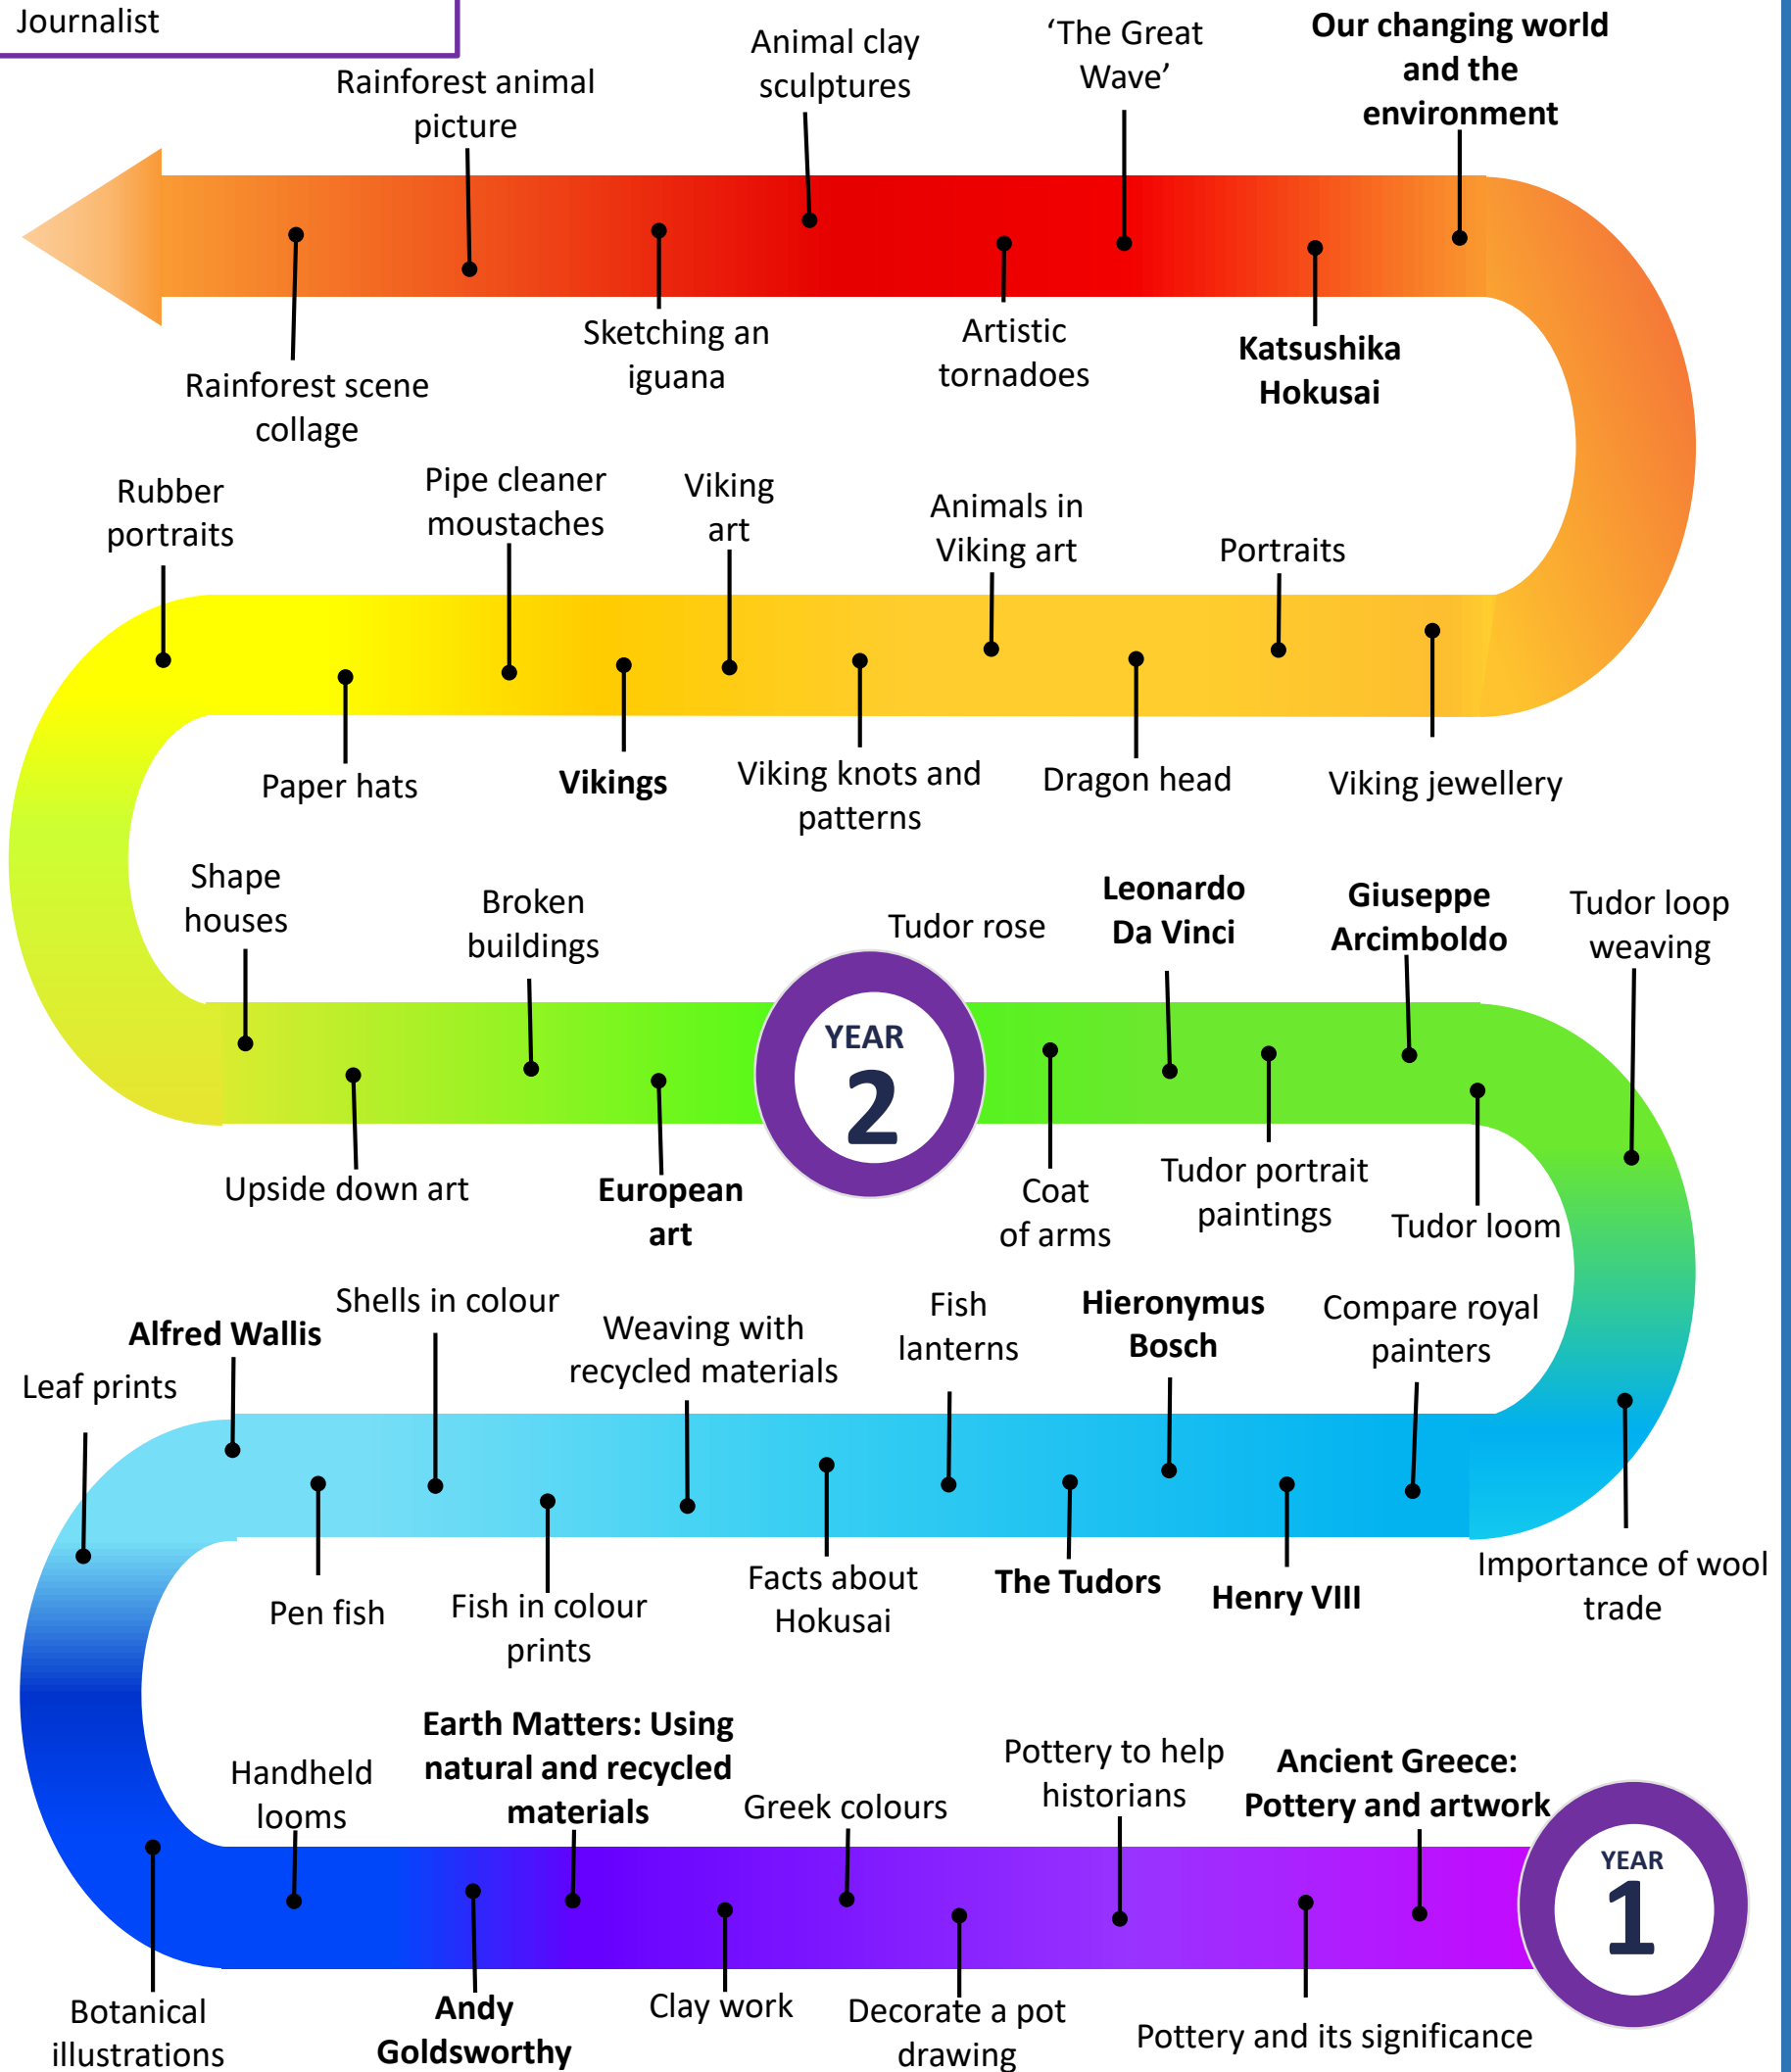 Journalist
Rainforest animal
picture
Animal clay
sculptures
‘The Great
Wave’
Our changing world
and the
environment
Rainforest scene
collage
Sketching an
iguana
Artistic
tornadoes
Katsushika
Hokusai
Rubber
portraits
Pipe cleaner
moustaches
Viking
art
Animals in
Viking art
Portraits
Paper hats
Vikings
Viking knots and
patterns
Dragon head
Viking jewellery
Shape
houses
Broken
buildings
Tudor rose
Leonardo
Da Vinci
Giuseppe
Arcimboldo
Tudor loop
weaving
YEAR
2
Upside down art
European
art
Coat
of arms
Tudor portrait
paintings
Tudor loom
Leaf prints
Alfred Wallis
Shells in colour
Weaving with
recycled materials
Fish
lanterns
Hieronymus
Bosch
Compare royal
painters
Pen fish
Fish in colour
prints
Facts about
Hokusai
The Tudors
Henry VIII
Importance of wool
trade
Handheld
looms
Earth Matters: Using
natural and recycled
materials
Greek colours
Pottery to help
historians
Ancient Greece:
Pottery and artwork
YEAR
1
Botanical
illustrations
Andy
Goldsworthy
Clay work
Decorate a pot
drawing
Pottery and its significance